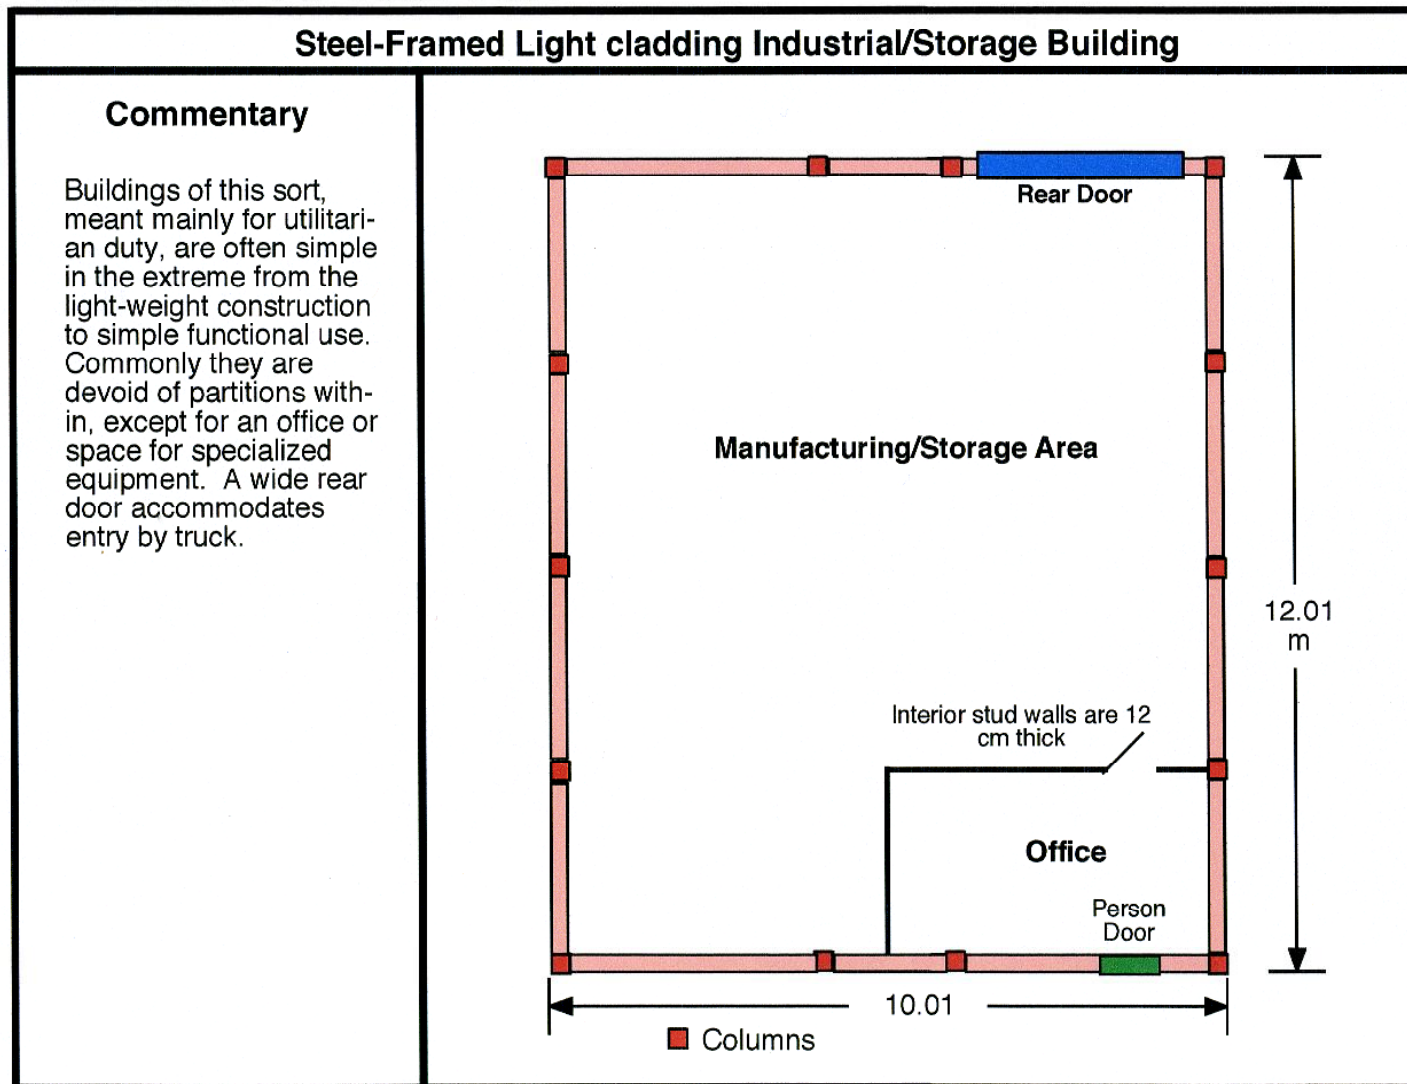 Steel-Framed Light cladding Industrial/Storage Building
Commentary
Buildings of this sort,
meant mainly for utilitari-
an duty, are often simple
in the extreme from the
light-weight construction
to simple functional use.
Commonly they are
devoid of partitions with-
in, except for an office or
space for specialized
equipment.  A wide rear
door accommodates
entry by truck.
Rear Door
Manufacturing/Storage Area
12.01
m
Interior stud walls are 12
cm thick
Office
Person
Door
10.01
Columns